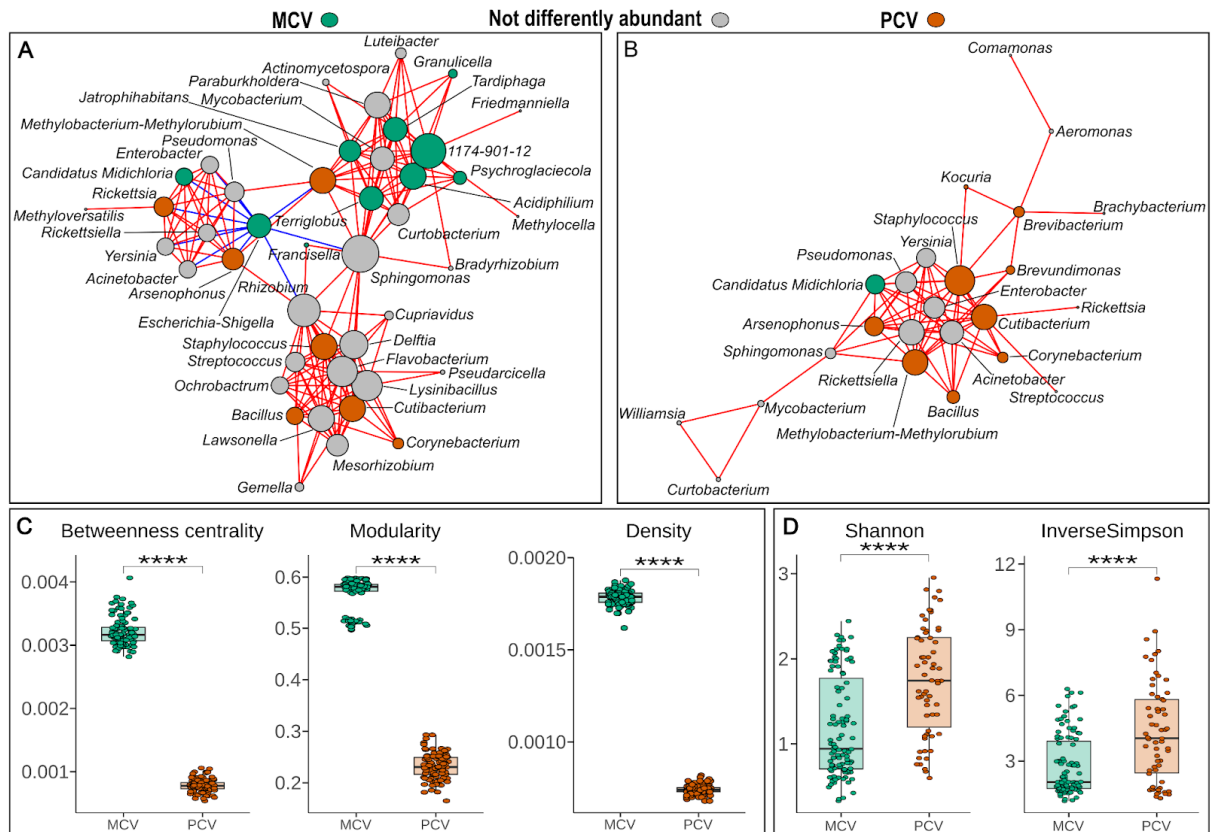 MCV
Not differently abundant
PCV
A
Luteibacter
Granulicella
Actinomycetospora
Tardiphaga
Paraburkholdera
Friedmanniella
Jatrophihabitans
Mycobacterium
Methylobacterium-Methylorubium
Pseudomonas
1174-901-12
Enterobacter
Psychroglaciecola
Candidatus Midichloria
Acidiphilium
Rickettsia
Methyloversatilis
Terriglobus
Methylocella
Rickettsiella
Curtobacterium
Francisella
Yersinia
Sphingomonas
Bradyrhizobium
Acinetobacter
Rhizobium
Arsenophonus
Escherichia-Shigella
Cupriavidus
Staphylococcus
Delftia
Streptococcus
Flavobacterium
Pseudarcicella
Ochrobactrum
Lysinibacillus
Bacillus
Cutibacterium
Lawsonella
Corynebacterium
Mesorhizobium
Gemella
B
Comamonas
Aeromonas
Kocuria
Staphylococcus
Brachybacterium
Yersinia
Brevibacterium
Pseudomonas
Brevundimonas
Candidatus Midichloria
Enterobacter
Rickettsia
Arsenophonus
Cutibacterium
Sphingomonas
Corynebacterium
Rickettsiella
Acinetobacter
Streptococcus
Bacillus
Williamsia
Mycobacterium
Methylobacterium-Methylorubium
Curtobacterium
C
Betweenness centrality
****
0.004
0.003
0.002
0.001
MCV PCV
Modularity
****
0.6
0.5
0.4
0.3
0.2
MCV PCV
Density
****
0.0020
0.0015
0.0010
MCV PCV
D
Shannon
****
3
2
1
MCV PCV
InverseSimpson
****
12
9
6
3
MCV PCV